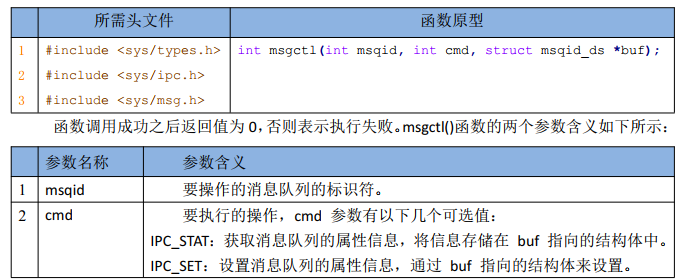 所需头文件 函数原型
1 #include <sys/types.h> int msgctl(int msqid, int cmd, struct msqid_ds *buf);
2 #include <sys/ipc.h>
3 #include <sys/msg.h>
函数调用成功之后返回值为 0，否则表示执行失败。msgctl()函数的两个参数含义如下所示：
参数名称 参数含义
1 msqid 要操作的消息队列的标识符。
2 cmd 要执行的操作，cmd 参数有以下几个可选值：
IPC_STAT：获取消息队列的属性信息，将信息存储在 buf 指向的结构体中。
IPC_SET：设置消息队列的属性信息，通过 buf 指向的结构体来设置。